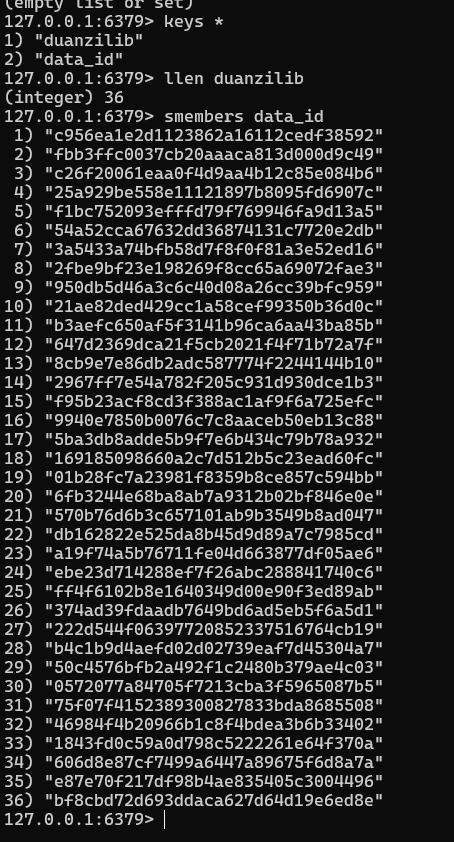 (empty list or set)
127.0.0.1:6379> keys *
1) "duanzilib"
2) "data_id"
127.0.0.1:6379> llen duanzilib
(integer) 36
127.0.0.1:6379> smembers data_id
 1) "c956ea1e2d1123862a16112cedf38592"
 2) "fbb3ffc0037cb20aaaca813d000d9c49"
 3) "c26f20061eaa0f4d9aa4b12c85e084b6"
 4) "25a929be558e11121897b8095fd6907c"
 5) "f1bc752093efffd79f769946fa9d13a5"
 6) "54a52cca67632dd36874131c7720e2db"
 7) "3a5433a74bfb58d7f8f0f81a3e52ed16"
 8) "2fbe9bf23e198269f8cc65a69072fae3"
 9) "950db5d46a3c6c40d08a26cc39bfc959"
10) "21ae82ded429cc1a58cef99350b36d0c"
11) "b3aefc650af5f3141b96ca6aa43ba85b"
12) "647d2369dca21f5cb2021f4f71b72a7f"
13) "8cb9e7e86db2adc587774f2244144b10"
14) "2967ff7e54a782f205c931d930dce1b3"
15) "f95b23acf8cd3f388ac1af9f6a725efc"
16) "9940e7850b0076c7c8aaceb50eb13c88"
17) "5ba3db8adde5b9f7e6b434c79b78a932"
18) "169185098660a2c7d512b5c23ead60fc"
19) "01b28fc7a23981f8359b8ce857c594bb"
20) "6fb3244e68ba8ab7a9312b02bf846e0e"
21) "570b76d6b3c657101ab9b3549b8ad047"
22) "db162822e525da8b45d9d89a7c7985cd"
23) "a19f74a5b76711fe04d663877df05ae6"
24) "ebe23d714288ef7f26abc288841740c6"
25) "ff4f6102b8e1640349d00e90f3ed89ab"
26) "374ad39fdaadb7649bd6ad5eb5f6a5d1"
27) "222d544f06397720852337516764cb19"
28) "b4c1b9d4aefd02d02739eaf7d45304a7"
29) "50c4576bfb2a492f1c2480b379ae4c03"
30) "0572077a84705f7213cba3f5965087b5"
31) "75f07f4152389300827833bda8685508"
32) "46984f4b20966b1c8f4bdea3b6b33402"
33) "1843fd0c59a0d798c5222261e64f370a"
34) "606d8e87cf7499a6447a89675f6d8a7a"
35) "e87e70f217df98b4ae835405c3004496"
36) "bf8cbd72d693ddaca627d64d19e6ed8e"
127.0.0.1:6379>